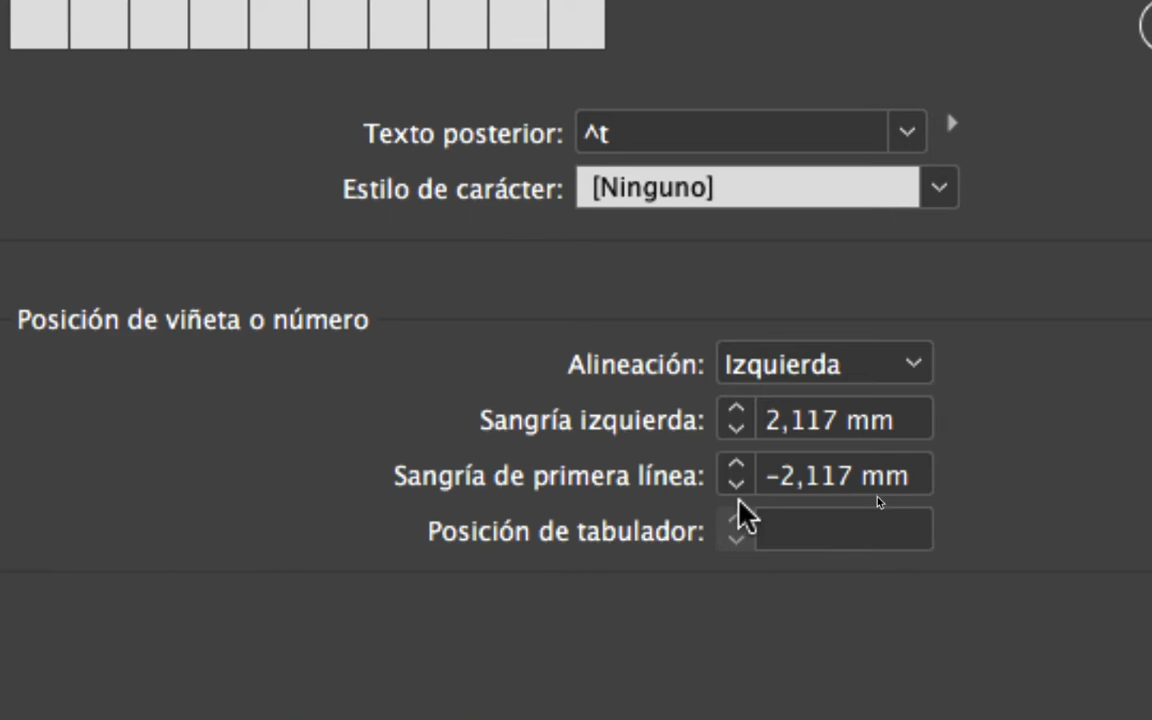 Texto posterior: ^t
Estilo de carácter: [Ninguno]
Posición de viñeta o número
Alineación: Izquierda
Sangría izquierda: 2,117 mm
Sangría de primera línea: -2,117 mm
Posición de tabulador: